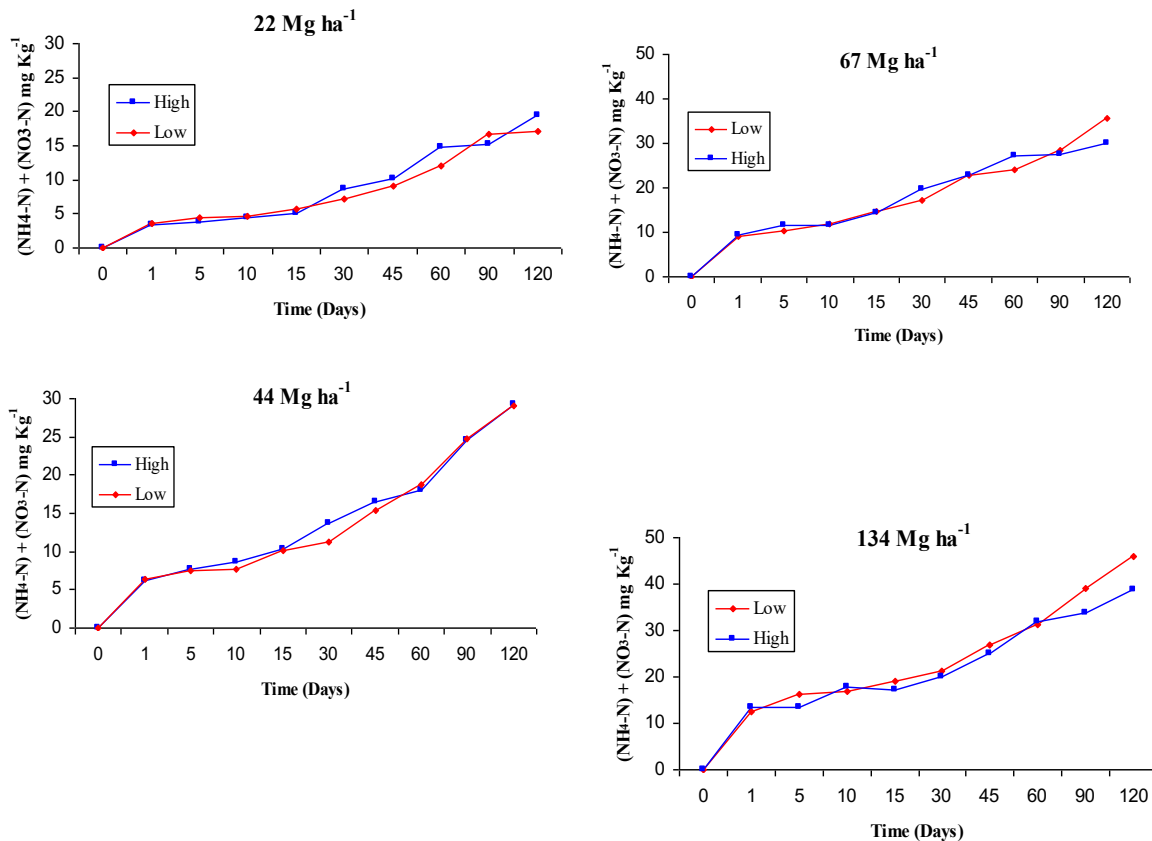 22 Mg ha-1
(NH4-N) + (NO3-N) mg Kg-1
30
25
20
15
10
5
0
High
Low
0 1 5 10 15 30 45 60 90 120
Time (Days)
67 Mg ha-1
(NH4-N) + (NO3-N) mg Kg-1
50
40
30
20
10
0
Low
High
0 1 5 10 15 30 45 60 90 120
Time (Days)
44 Mg ha-1
(NH4-N) + (NO3-N) mg Kg-1
30
25
20
15
10
5
0
High
Low
0 1 5 10 15 30 45 60 90 120
Time (Days)
134 Mg ha-1
(NH4-N) + (NO3-N) mg Kg-1
50
40
30
20
10
0
Low
High
0 1 5 10 15 30 45 60 90 120
Time (Days)